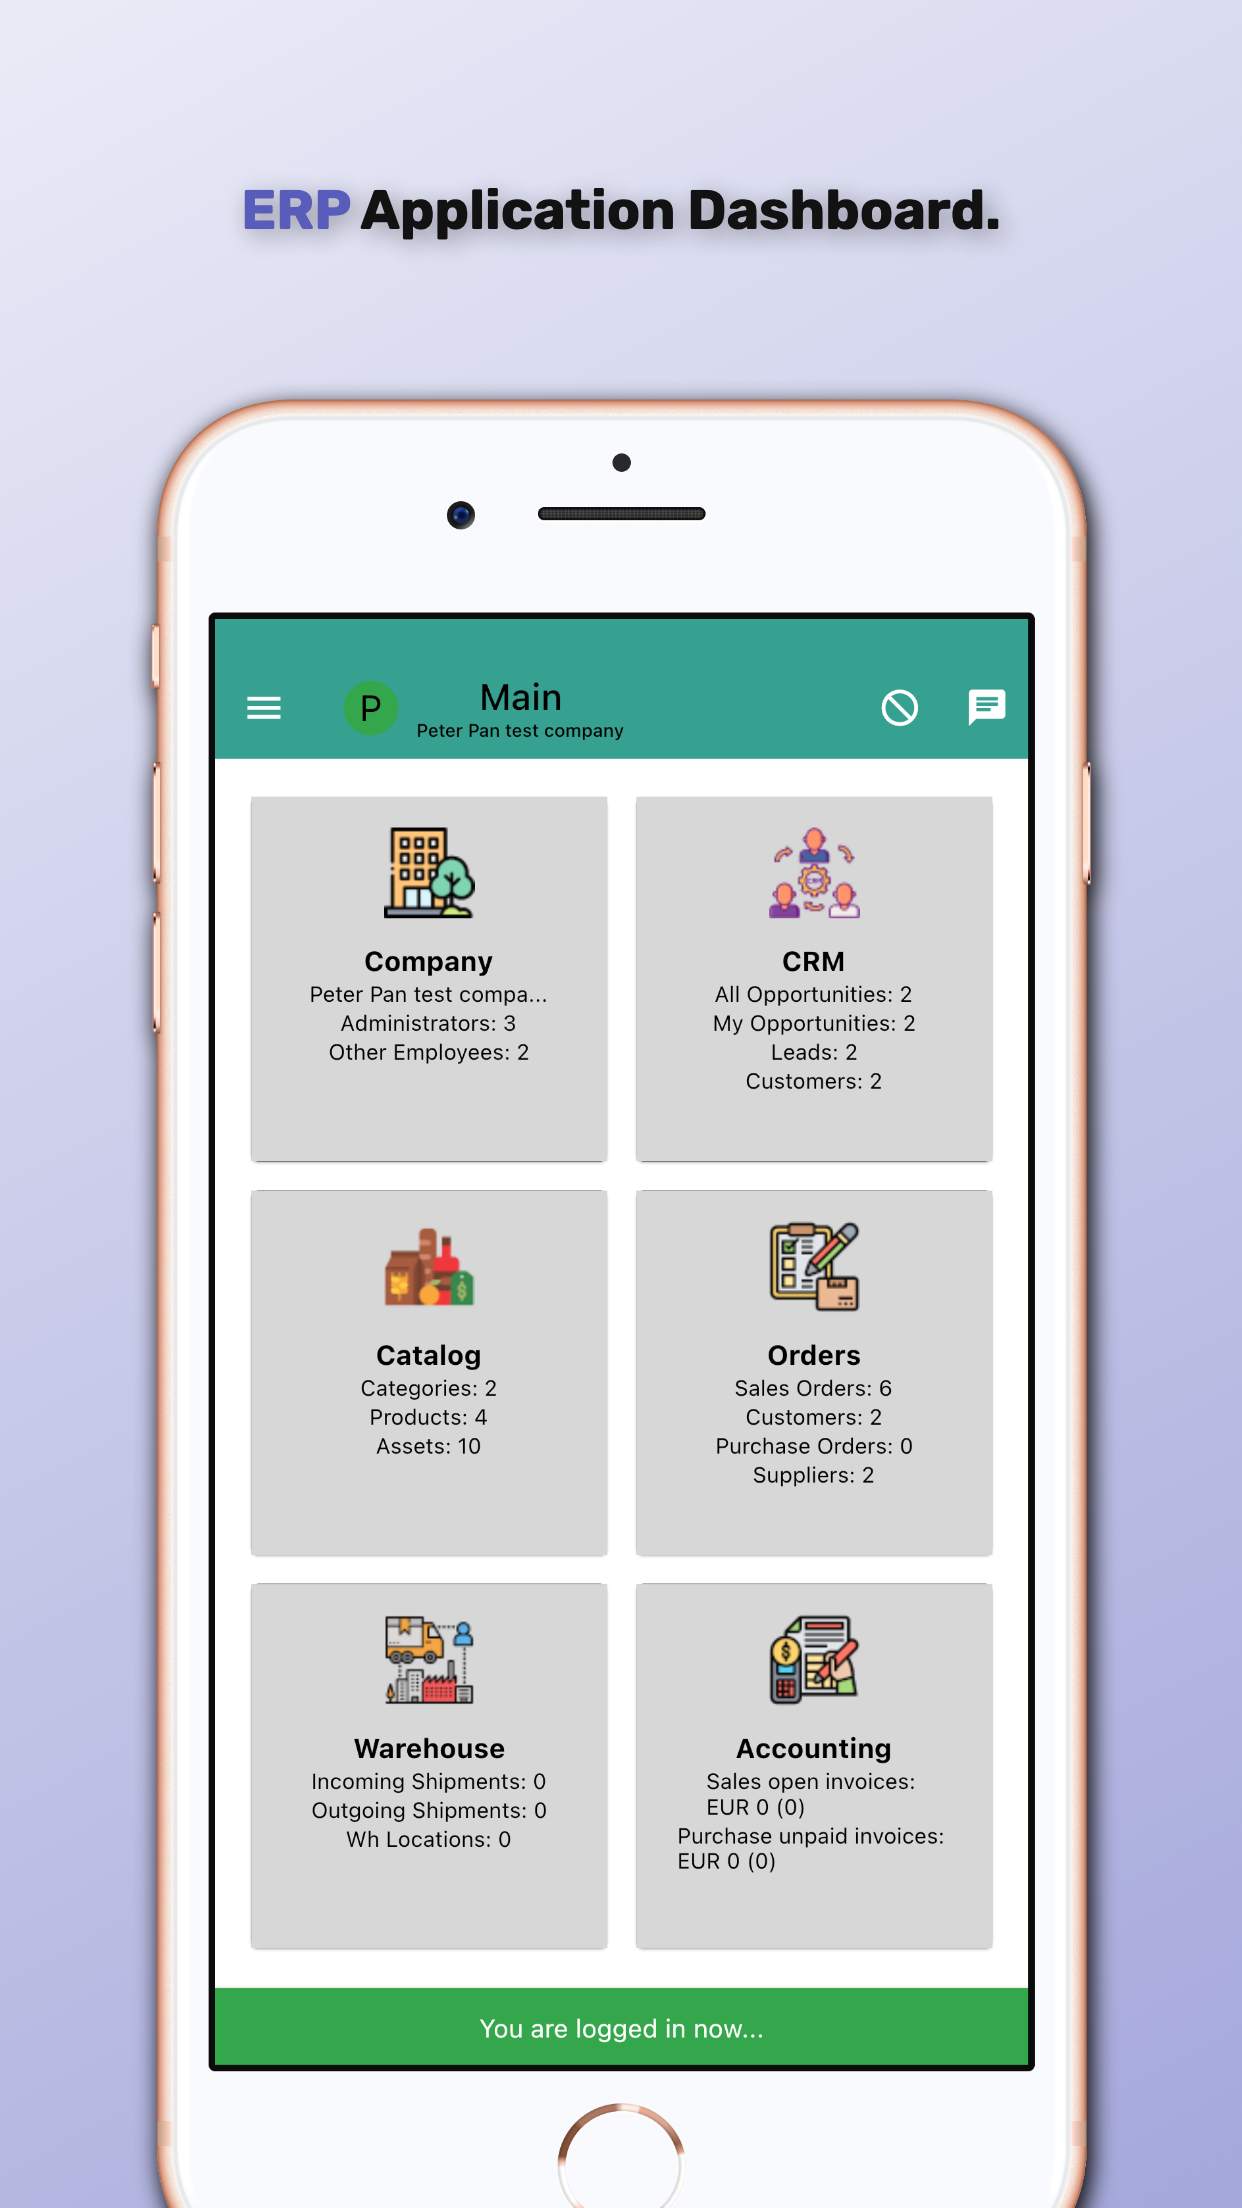 ERP Application Dashboard.
P
Main
Peter Pan test company
Company
Peter Pan test compa...
Administrators: 3
Other Employees: 2
CRM
All Opportunities: 2
My Opportunities: 2
Leads: 2
Customers: 2
Catalog
Categories: 2
Products: 4
Assets: 10
Orders
Sales Orders: 6
Customers: 2
Purchase Orders: 0
Suppliers: 2
Warehouse
Incoming Shipments: 0
Outgoing Shipments: 0
Wh Locations: 0
Accounting
Sales open invoices:
EUR 0 (0)
Purchase unpaid invoices:
EUR 0 (0)
You are logged in now...